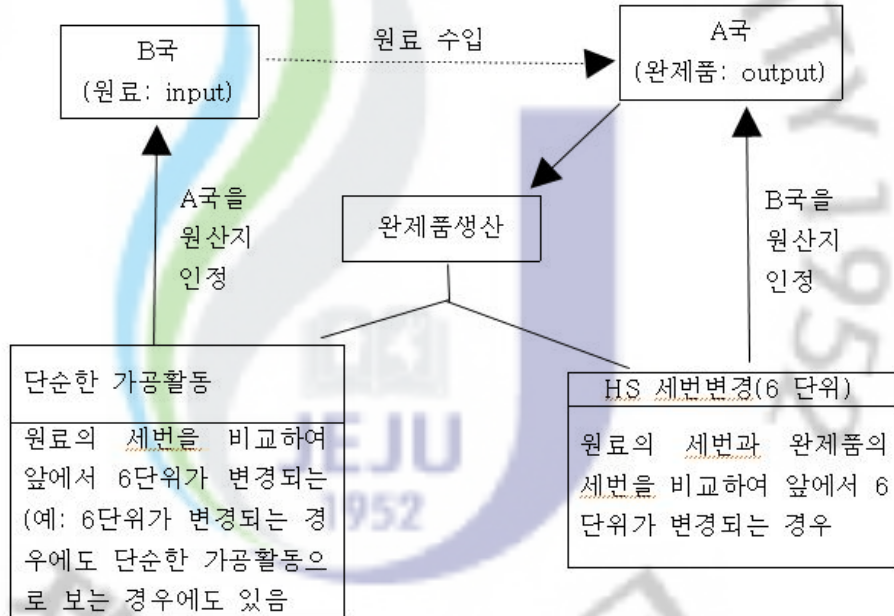 B국
(원료: input)
원료 수입
A국
(완제품: output)
A국을
원산지
인정
완제품생산
B국을
원산지
인정
단순한 가공활동
원료의 세번을 비교하여
앞에서 6단위가 변경되는
(예: 6단위가 변경되는 경
우에도 단순한 가공활동으
로 보는 경우에도 있음
HS 세번변경(6 단위)
원료의 세번과 완제품의
세번을 비교하여 앞에서 6
단위가 변경되는 경우
JEJU
1952
TY 1952